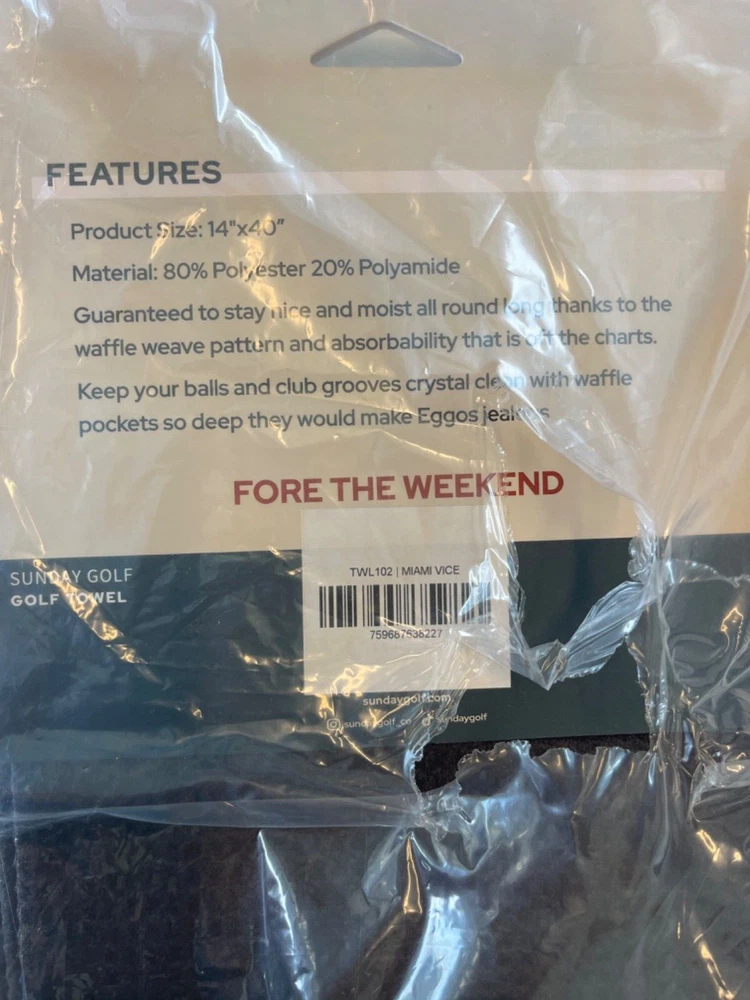 FEATURES
Product Size: 14"x40"
Material: 80% Polyester 20% Polyamide
Guaranteed to stay nice and moist all round long thanks to the
waffle weave pattern and absorbability that is off the charts.
Keep your balls and club grooves crystal clean with waffle
pockets so deep they would make Eggos jealous
FORE THE WEEKEND
SUNDAY GOLF
GOLF TOWEL
TWL102 | MIAMI VICE
759687638227
sundaygolf.com
sundaygolf_co sundaygolf